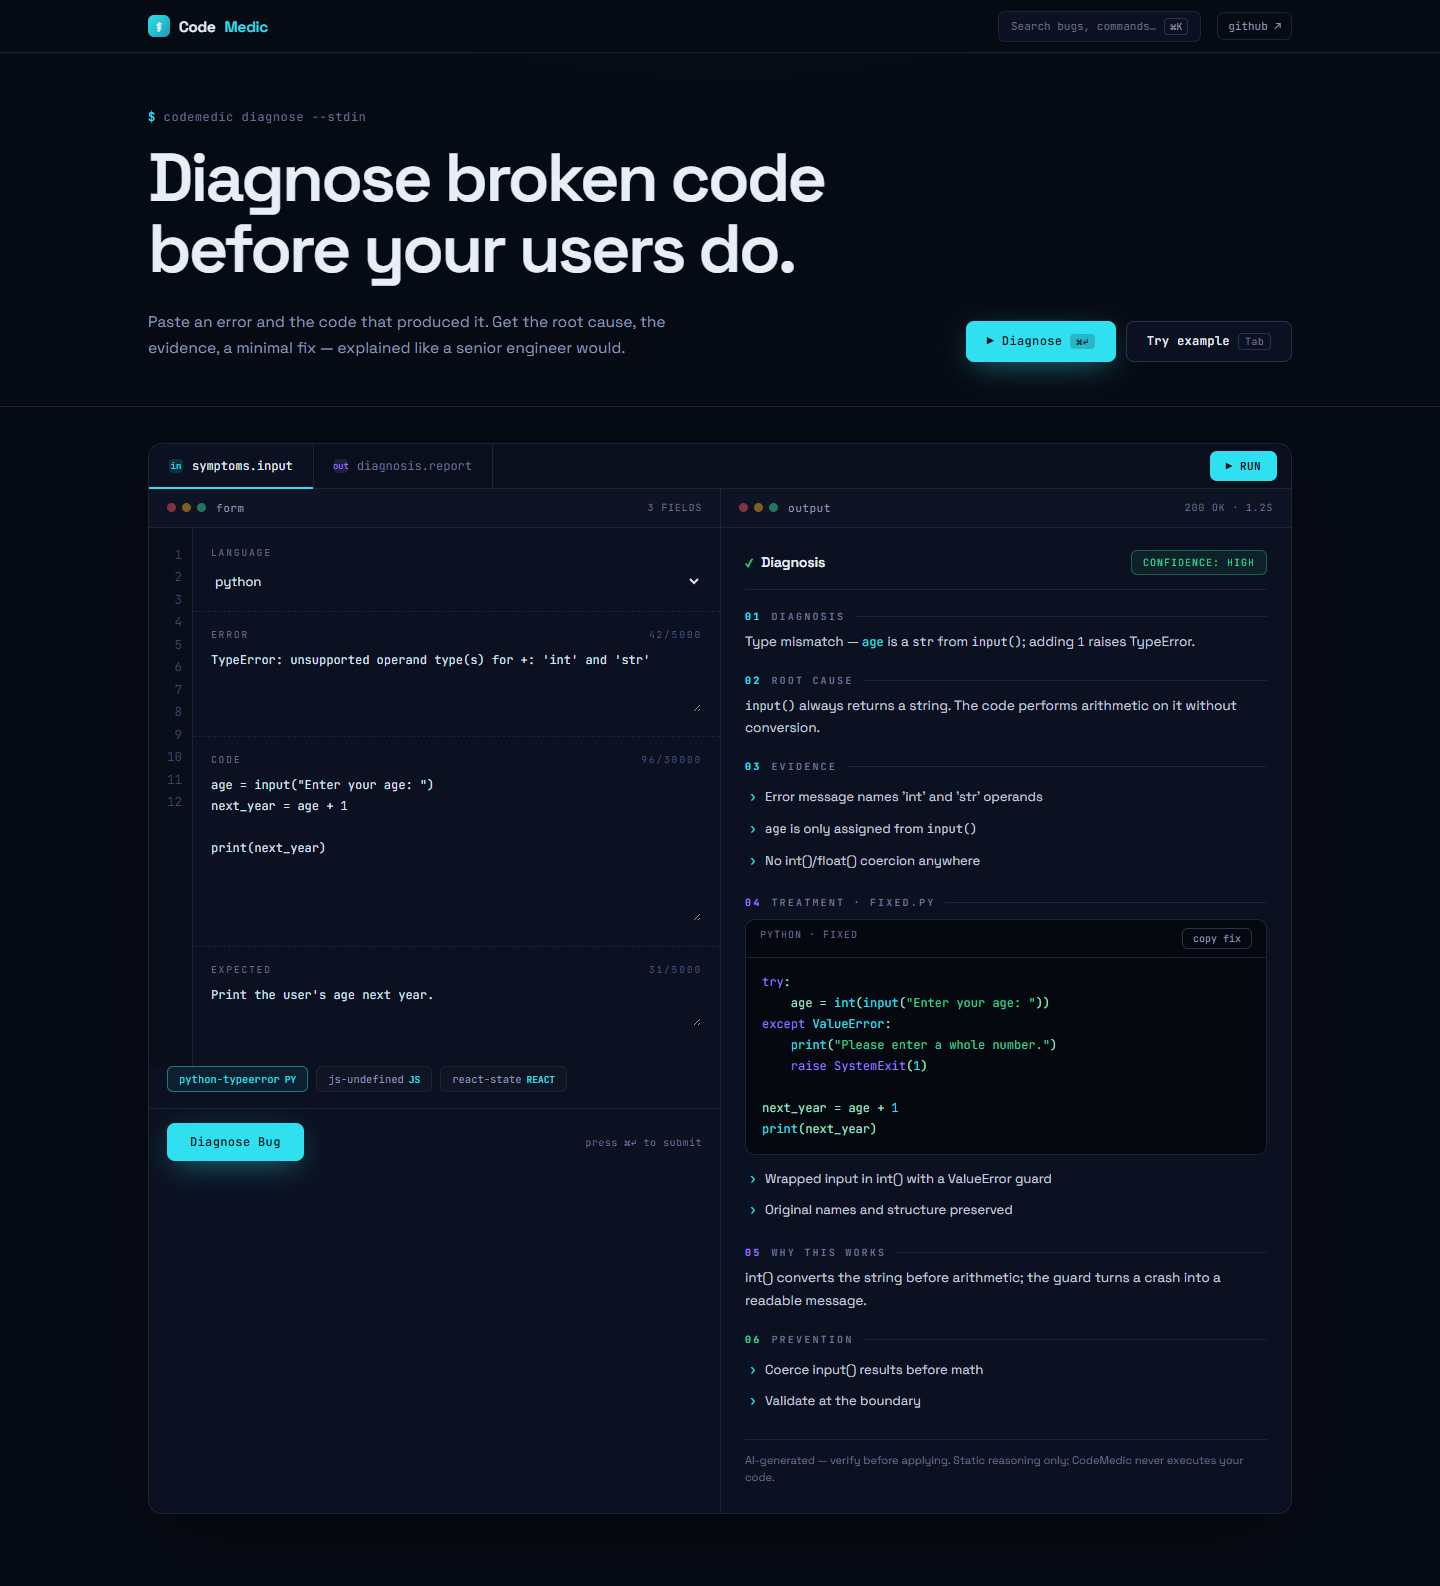 Code Medic
Search bugs, commands… ⌘K
github ↗
$ codemedic diagnose --stdin
Diagnose broken code
before your users do.
Paste an error and the code that produced it. Get the root cause, the
evidence, a minimal fix — explained like a senior engineer would.
▶ Diagnose ⌘↵
Try example Tab
in symptoms.input
out diagnosis.report
▶ RUN
form
3 FIELDS
output
200 OK · 1.2S
1
2
3
4
5
6
7
8
9
10
11
12
LANGUAGE
python
ERROR
42/5000
TypeError: unsupported operand type(s) for +: 'int' and 'str'
CODE
96/30000
age = input("Enter your age: ")
next_year = age + 1
print(next_year)
EXPECTED
31/5000
Print the user's age next year.
python-typeerror PY
js-undefined JS
react-state REACT
Diagnose Bug
press ⌘↵ to submit
✓ Diagnosis
CONFIDENCE: HIGH
01 DIAGNOSIS
Type mismatch — age is a str from input(); adding 1 raises TypeError.
02 ROOT CAUSE
input() always returns a string. The code performs arithmetic on it without
conversion.
03 EVIDENCE
› Error message names 'int' and 'str' operands
› age is only assigned from input()
› No int()/float() coercion anywhere
04 TREATMENT · FIXED.PY
PYTHON · FIXED
copy fix
try:
    age = int(input("Enter your age: "))
except ValueError:
    print("Please enter a whole number.")
    raise SystemExit(1)
next_year = age + 1
print(next_year)
› Wrapped input in int() with a ValueError guard
› Original names and structure preserved
05 WHY THIS WORKS
int() converts the string before arithmetic; the guard turns a crash into a
readable message.
06 PREVENTION
› Coerce input() results before math
› Validate at the boundary
AI-generated — verify before applying. Static reasoning only; CodeMedic never executes your
code.